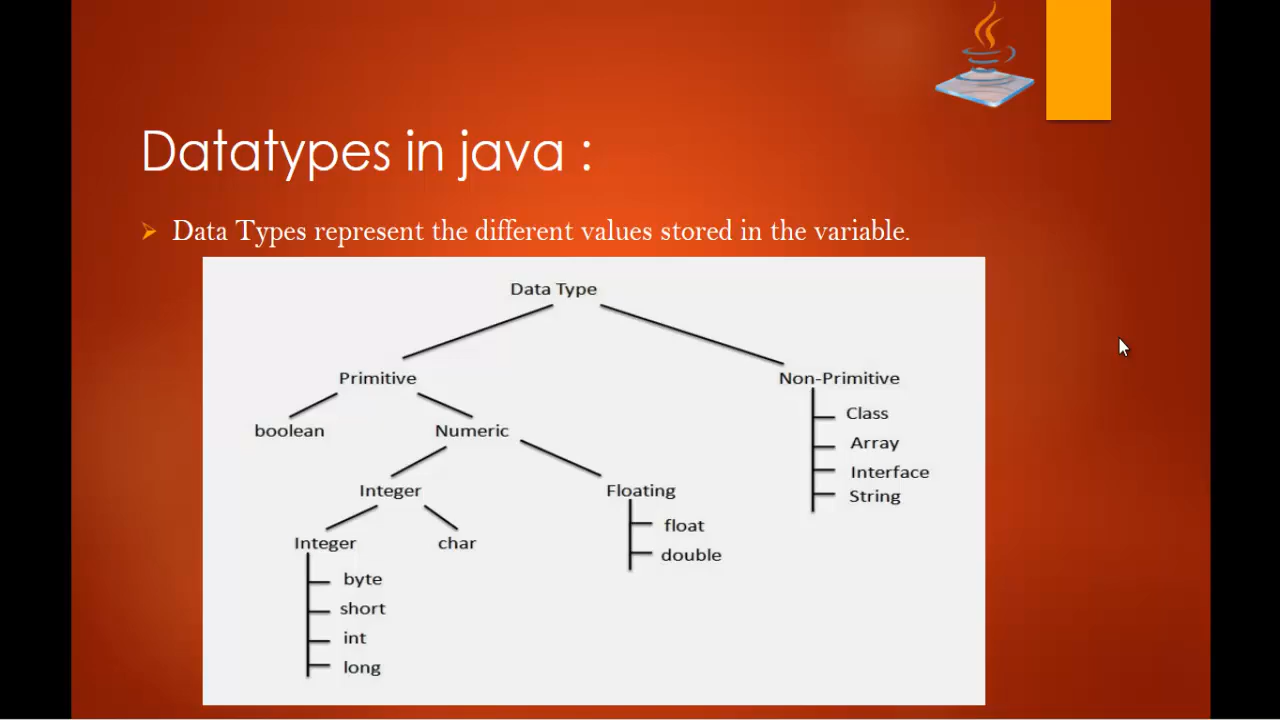 Datatypes in java :
Data Types represent the different values stored in the variable.
Data Type
Primitive
Non-Primitive
boolean
Numeric
Class
Array
Interface
String
Integer
Floating
Integer
char
float
double
byte
short
int
long